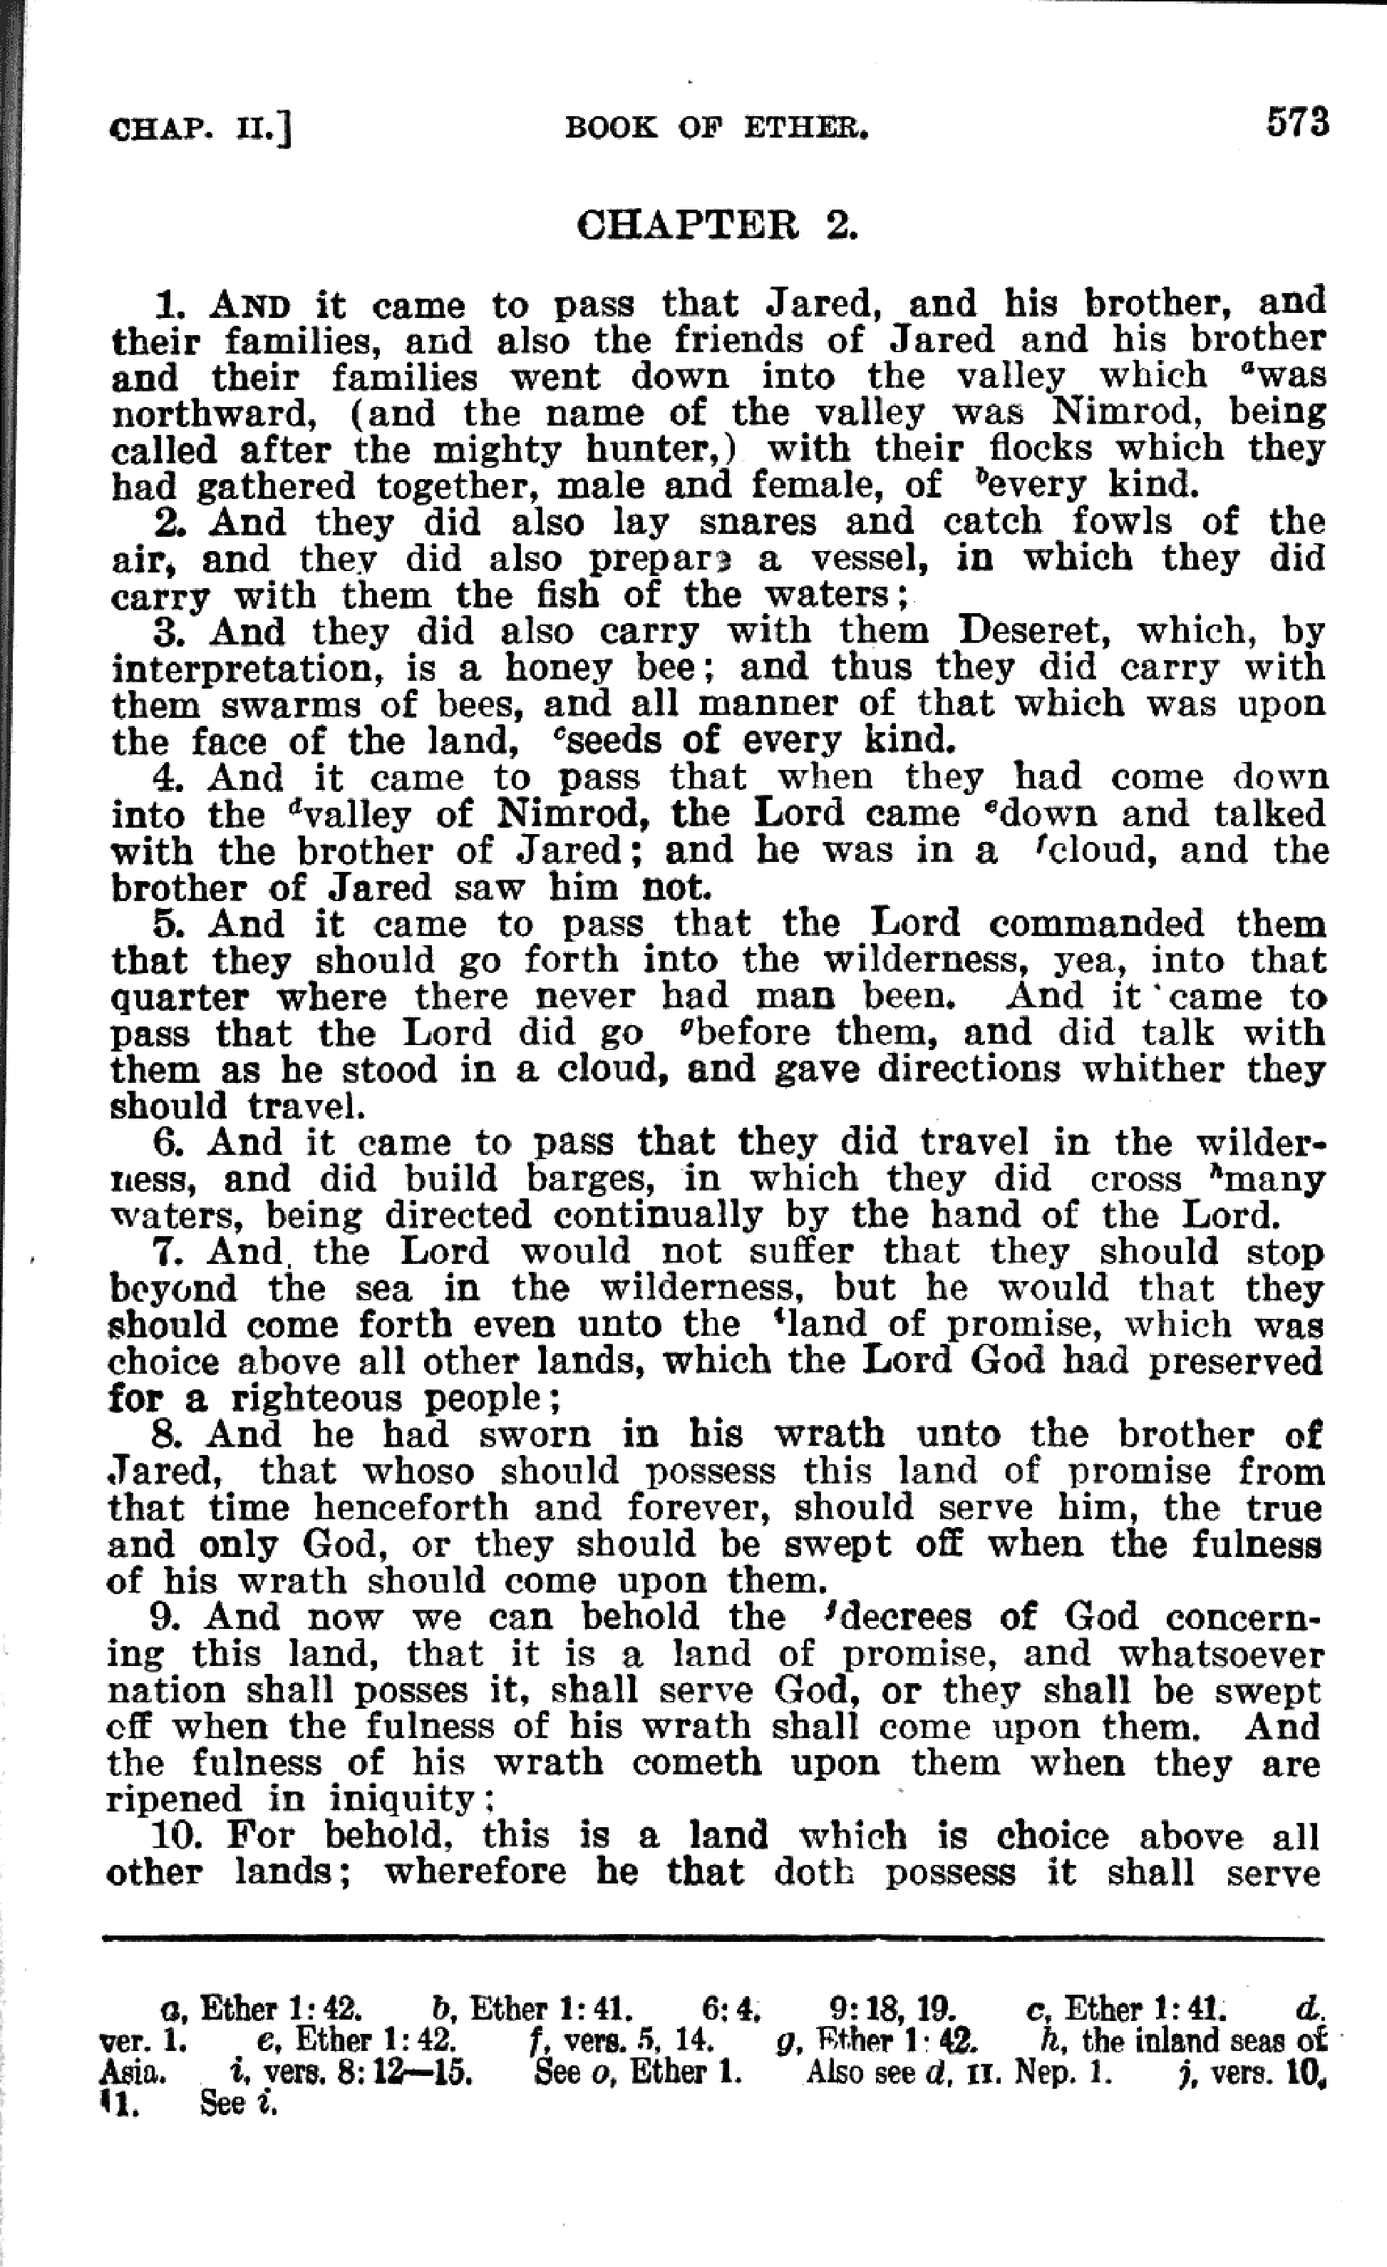 CHAP. II.] BOOK OF ETHER. 573
CHAPTER 2.
1. AND it came to pass that Jared, and his brother, and
their families, and also the friends of Jared and his brother
and their families went down into the valley which ᵃwas
northward, (and the name of the valley was Nimrod, being
called after the mighty hunter,) with their flocks which they
had gathered together, male and female, of ᵇevery kind.
2. And they did also lay snares and catch fowls of the
air, and they did also prepare a vessel, in which they did
carry with them the fish of the waters;
3. And they did also carry with them Deseret, which, by
interpretation, is a honey bee; and thus they did carry with
them swarms of bees, and all manner of that which was upon
the face of the land, ᶜseeds of every kind.
4. And it came to pass that when they had come down
into the ᵈvalley of Nimrod, the Lord came ᵉdown and talked
with the brother of Jared; and he was in a ᶠcloud, and the
brother of Jared saw him not.
5. And it came to pass that the Lord commanded them
that they should go forth into the wilderness, yea, into that
quarter where there never had man been. And it came to
pass that the Lord did go ᵍbefore them, and did talk with
them as he stood in a cloud, and gave directions whither they
should travel.
6. And it came to pass that they did travel in the wilder-
ness, and did build barges, in which they did cross ʰmany
waters, being directed continually by the hand of the Lord.
7. And the Lord would not suffer that they should stop
beyond the sea in the wilderness, but he would that they
should come forth even unto the ⁱland of promise, which was
choice above all other lands, which the Lord God had preserved
for a righteous people;
8. And he had sworn in his wrath unto the brother of
Jared, that whoso should possess this land of promise from
that time henceforth and forever, should serve him, the true
and only God, or they should be swept off when the fulness
of his wrath should come upon them.
9. And now we can behold the ʲdecrees of God concern-
ing this land, that it is a land of promise, and whatsoever
nation shall posses it, shall serve God, or they shall be swept
off when the fulness of his wrath shall come upon them. And
the fulness of his wrath cometh upon them when they are
ripened in iniquity;
10. For behold, this is a land which is choice above all
other lands; wherefore he that doth possess it shall serve
a, Ether 1: 42. b, Ether 1: 41. 6: 4. 9: 18, 19. c, Ether 1: 41. d,
ver. 1. e, Ether 1: 42. f, vers. 5, 14. g, Ether 1: 42. h, the inland seas of
Asia. i, vers. 8: 12—15. See o, Ether 1. Also see d, II. Nep. 1. j, vers. 10,
11. See i.